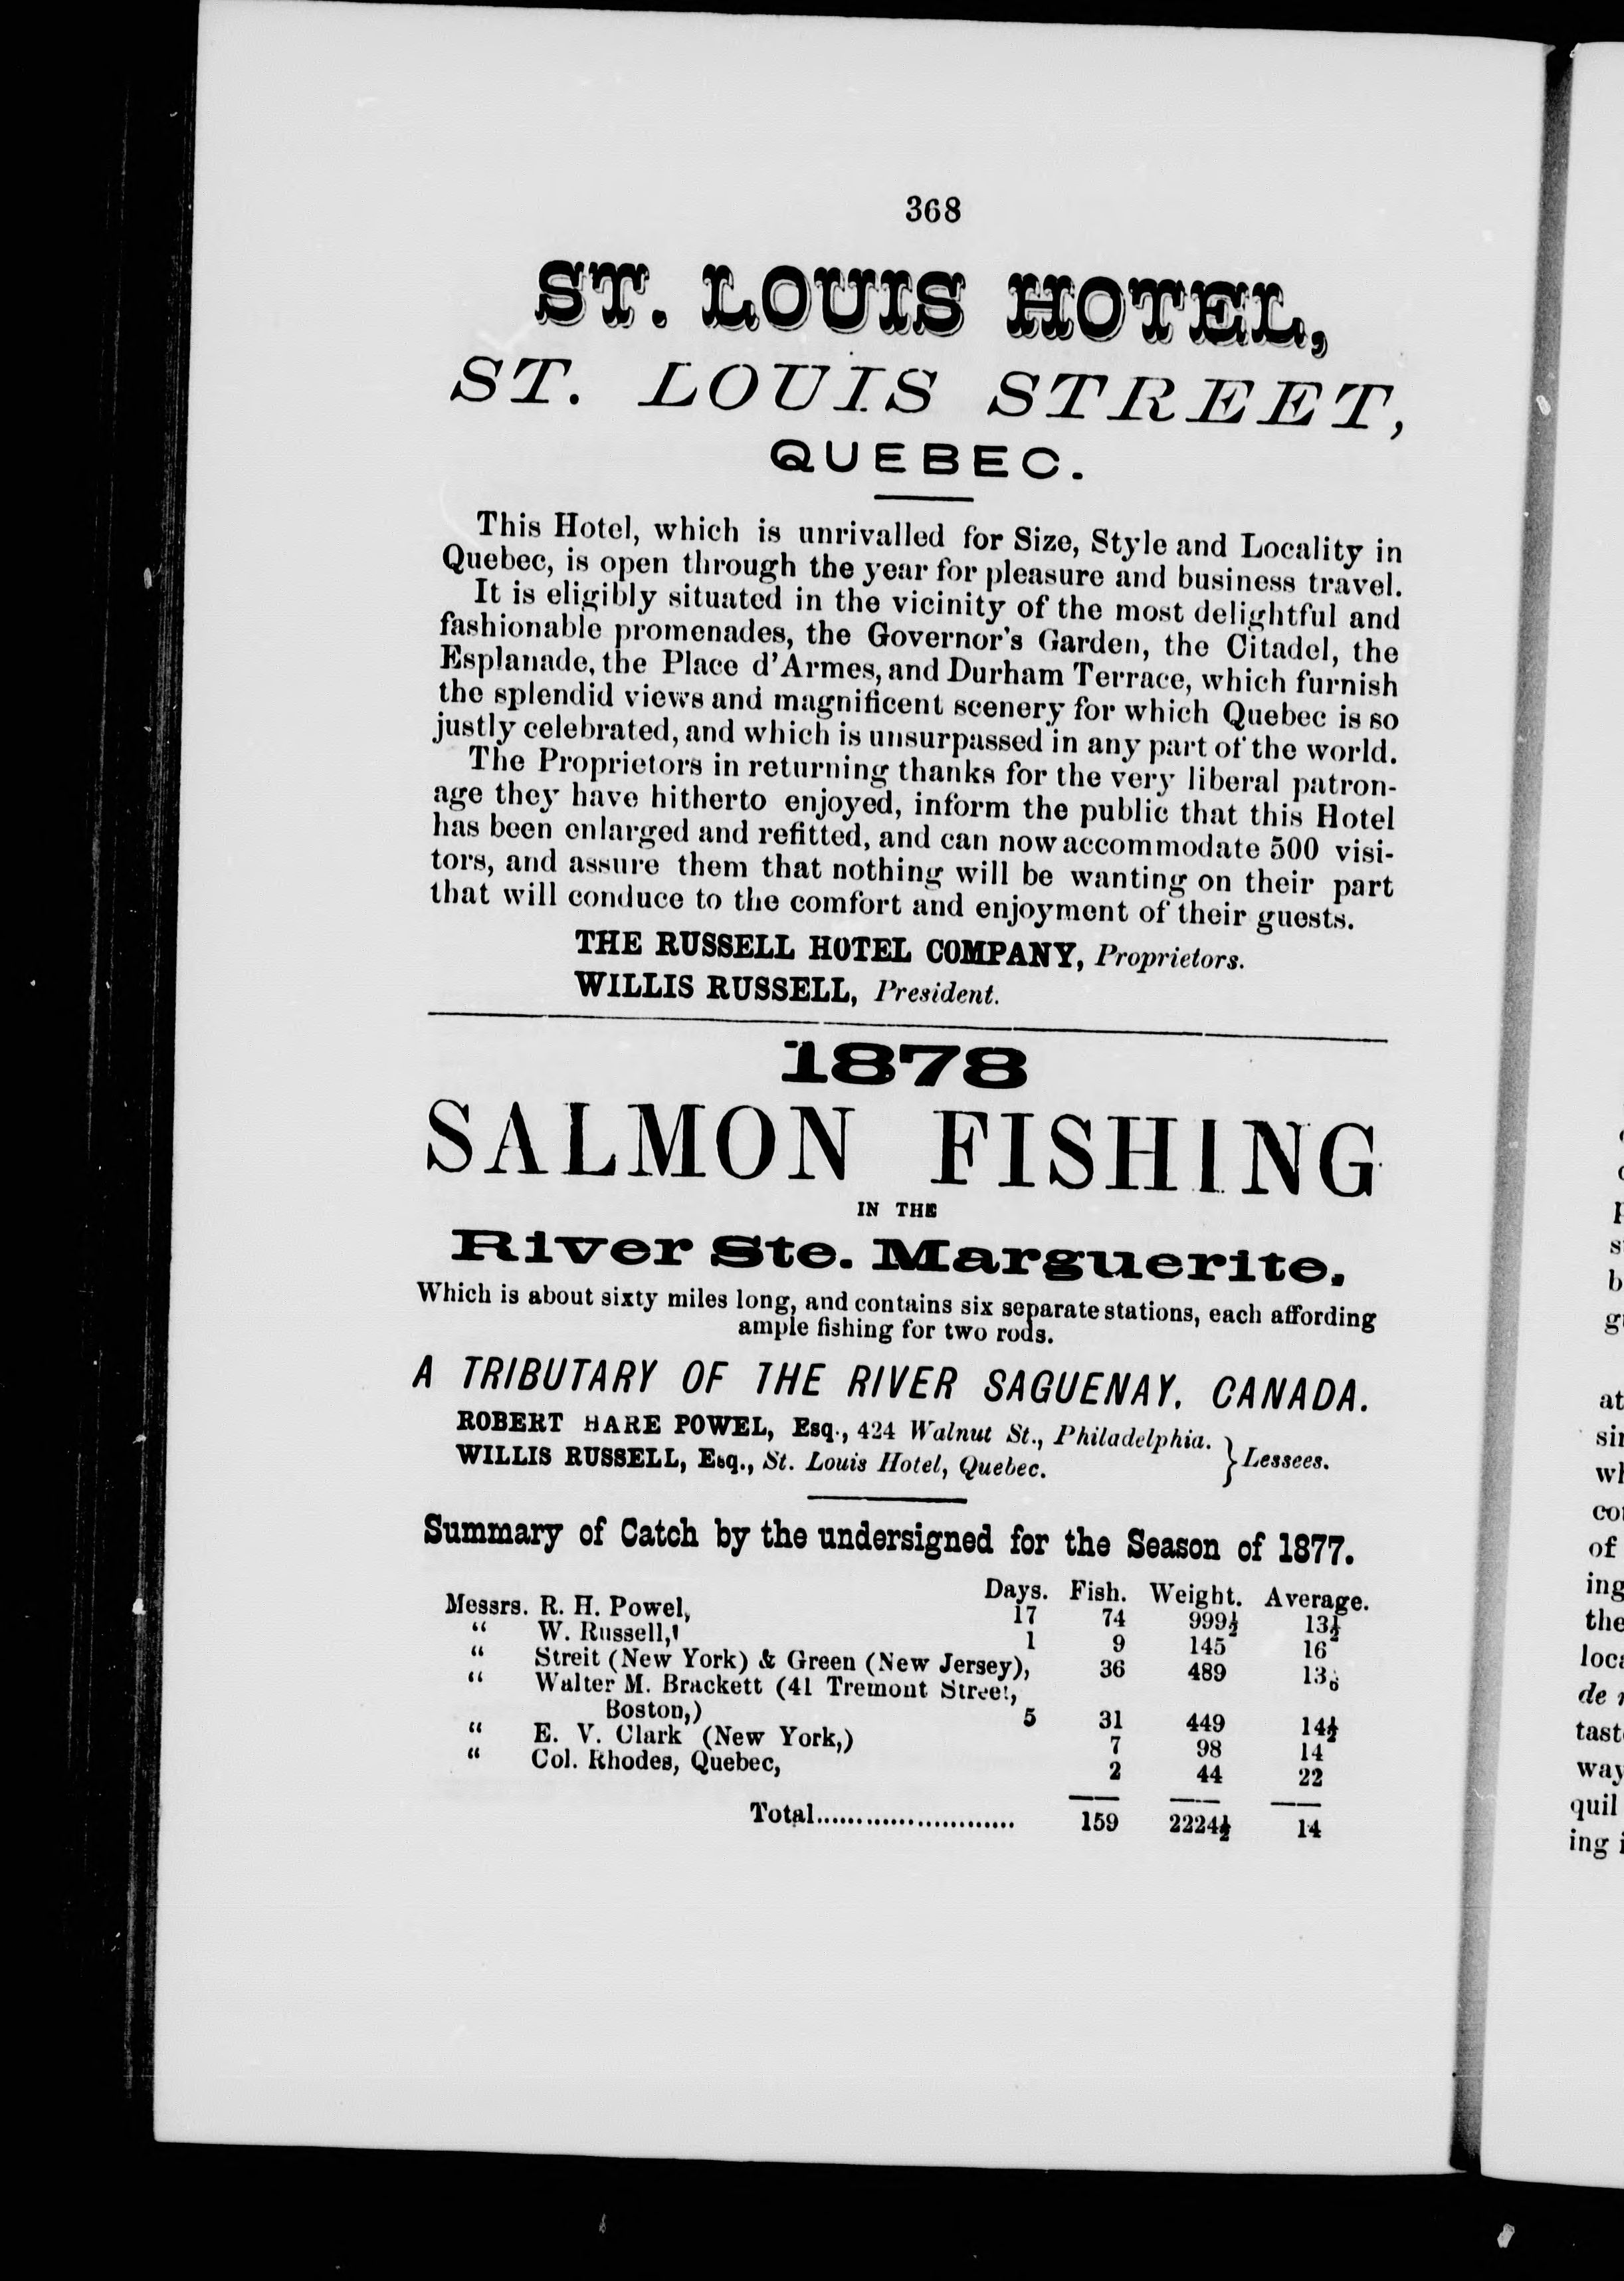 368
ST. LOUIS HOTEL,
ST. LOUIS STREET,
QUEBEC.
This Hotel, which is unrivalled for Size, Style and Locality in
Quebec, is open through the year for pleasure and business travel.
It is eligibly situated in the vicinity of the most delightful and
fashionable promenades, the Governor's Garden, the Citadel, the
Esplanade, the Place d'Armes, and Durham Terrace, which furnish
the splendid views and magnificent scenery for which Quebec is so
justly celebrated, and which is unsurpassed in any part of the world.
The Proprietors in returning thanks for the very liberal patron-
age they have hitherto enjoyed, inform the public that this Hotel
has been enlarged and refitted, and can now accommodate 500 visi-
tors, and assure them that nothing will be wanting on their part
that will conduce to the comfort and enjoyment of their guests.
THE RUSSELL HOTEL COMPANY, Proprietors.
WILLIS RUSSELL, President.
1878
SALMON FISHING
IN THE
River Ste. Marguerite.
Which is about sixty miles long, and contains six separate stations, each affording
ample fishing for two rods.
A TRIBUTARY OF THE RIVER SAGUENAY, CANADA.
ROBERT HARE POWEL, Esq., 424 Walnut St., Philadelphia.
WILLIS RUSSELL, Esq., St. Louis Hotel, Quebec. } Lessees.
Summary of Catch by the undersigned for the Season of 1877.
Days. Fish. Weight. Average.
Messrs. R. H. Powel, 17 74 999½ 13½
" W. Russell, 1 9 145 16
" Streit (New York) & Green (New Jersey), 36 489
" Walter M. Brackett (41 Tremont Street,
Boston,) 5 31 449 14½
" E. V. Clark (New York,) 7 98 14
" Col. Rhodes, Quebec, 2 44 22
Total........................ 159 2224½ 14